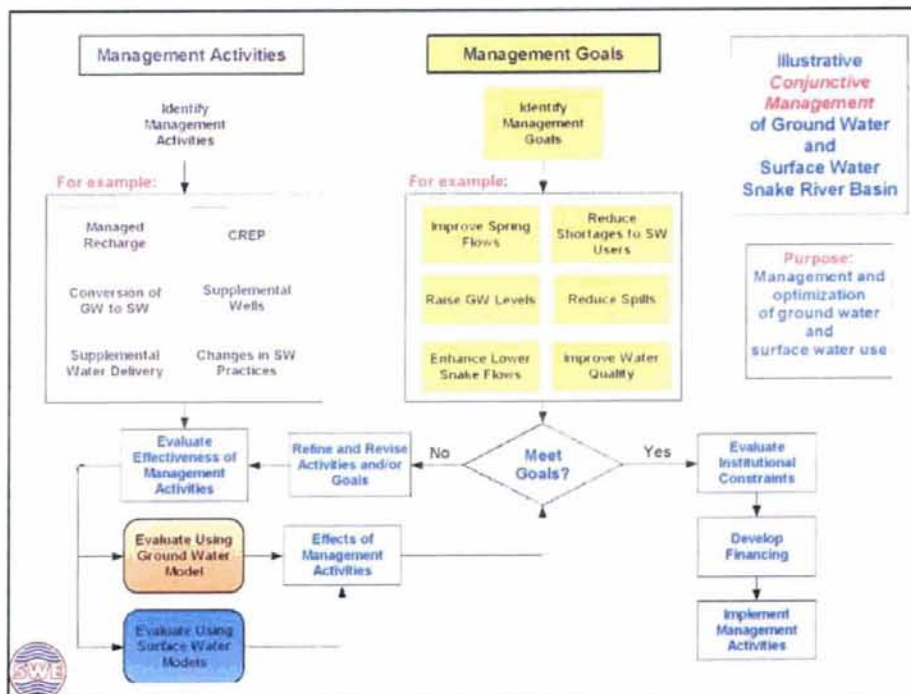 Management Activities
Management Goals
Illustrative
Conjunctive
Management
of Ground Water
and
Surface Water
Snake River Basin
Identify
Management
Activities
Identify
Management
Goals
For example:
For example:
Managed
Recharge
CREP
Conversion of
GW to SW
Supplemental
Wells
Supplemental
Water Delivery
Changes in SW
Practices
Improve Spring
Flows
Reduce
Shortages to SW
Users
Raise GW Levels
Reduce Spills
Enhance Lower
Snake Flows
Improve Water
Quality
Purpose:
Management and
optimization
of ground water
and
surface water use
Evaluate
Effectiveness of
Management
Activities
Refine and Revise
Activities and/or
Goals
No
Meet
Goals?
Yes
Evaluate
Institutional
Constraints
Evaluate Using
Ground Water
Model
Effects of
Management
Activities
Develop
Financing
Evaluate Using
Surface Water
Models
Implement
Management
Activities
SWE